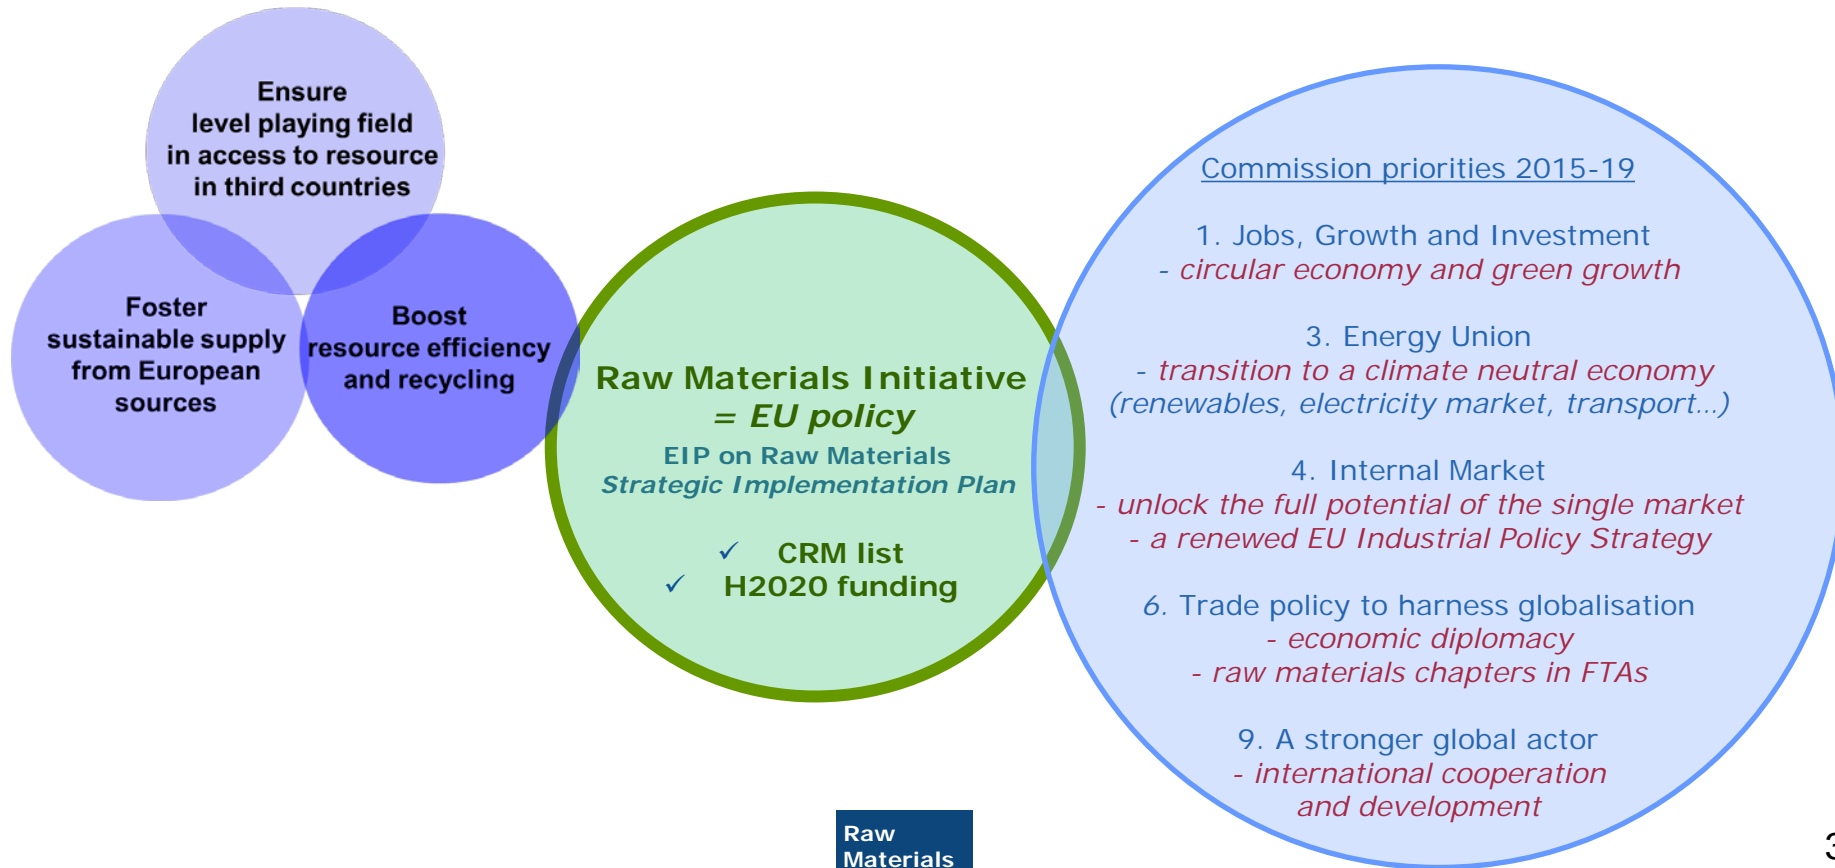 Ensure
level playing field
in access to resource
in third countries
Foster
sustainable supply
from European
sources
Boost
resource efficiency
and recycling
Raw Materials Initiative
= EU policy
EIP on Raw Materials
Strategic Implementation Plan
✓ CRM list
✓ H2020 funding
Commission priorities 2015-19
1. Jobs, Growth and Investment
- circular economy and green growth
3. Energy Union
- transition to a climate neutral economy
(renewables, electricity market, transport…)
4. Internal Market
- unlock the full potential of the single market
- a renewed EU Industrial Policy Strategy
6. Trade policy to harness globalisation
- economic diplomacy
- raw materials chapters in FTAs
9. A stronger global actor
- international cooperation
and development
Raw
Materials
3